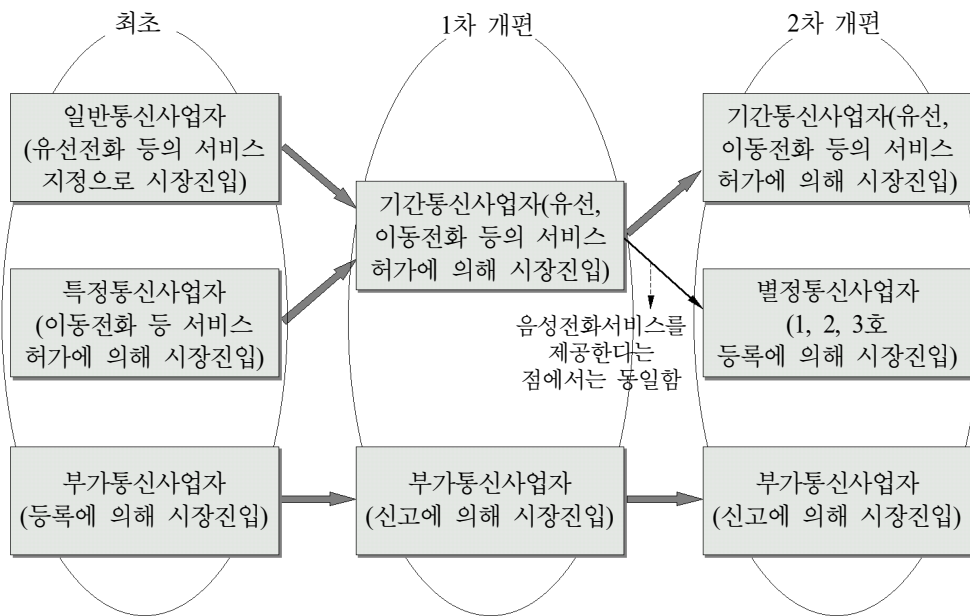 최초
1차 개편
2차 개편
일반통신사업자
(유선전화 등의 서비스
지정으로 시장진입)
특정통신사업자
(이동전화 등 서비스
허가에 의해 시장진입)
부가통신사업자
(등록에 의해 시장진입)
기간통신사업자(유선,
이동전화 등의 서비스
허가에 의해 시장진입)
음성전화서비스를
제공한다는
점에서는 동일함
부가통신사업자
(신고에 의해 시장진입)
기간통신사업자(유선,
이동전화 등의 서비스
허가에 의해 시장진입)
별정통신사업자
(1, 2, 3호
등록에 의해 시장진입)
부가통신사업자
(신고에 의해 시장진입)